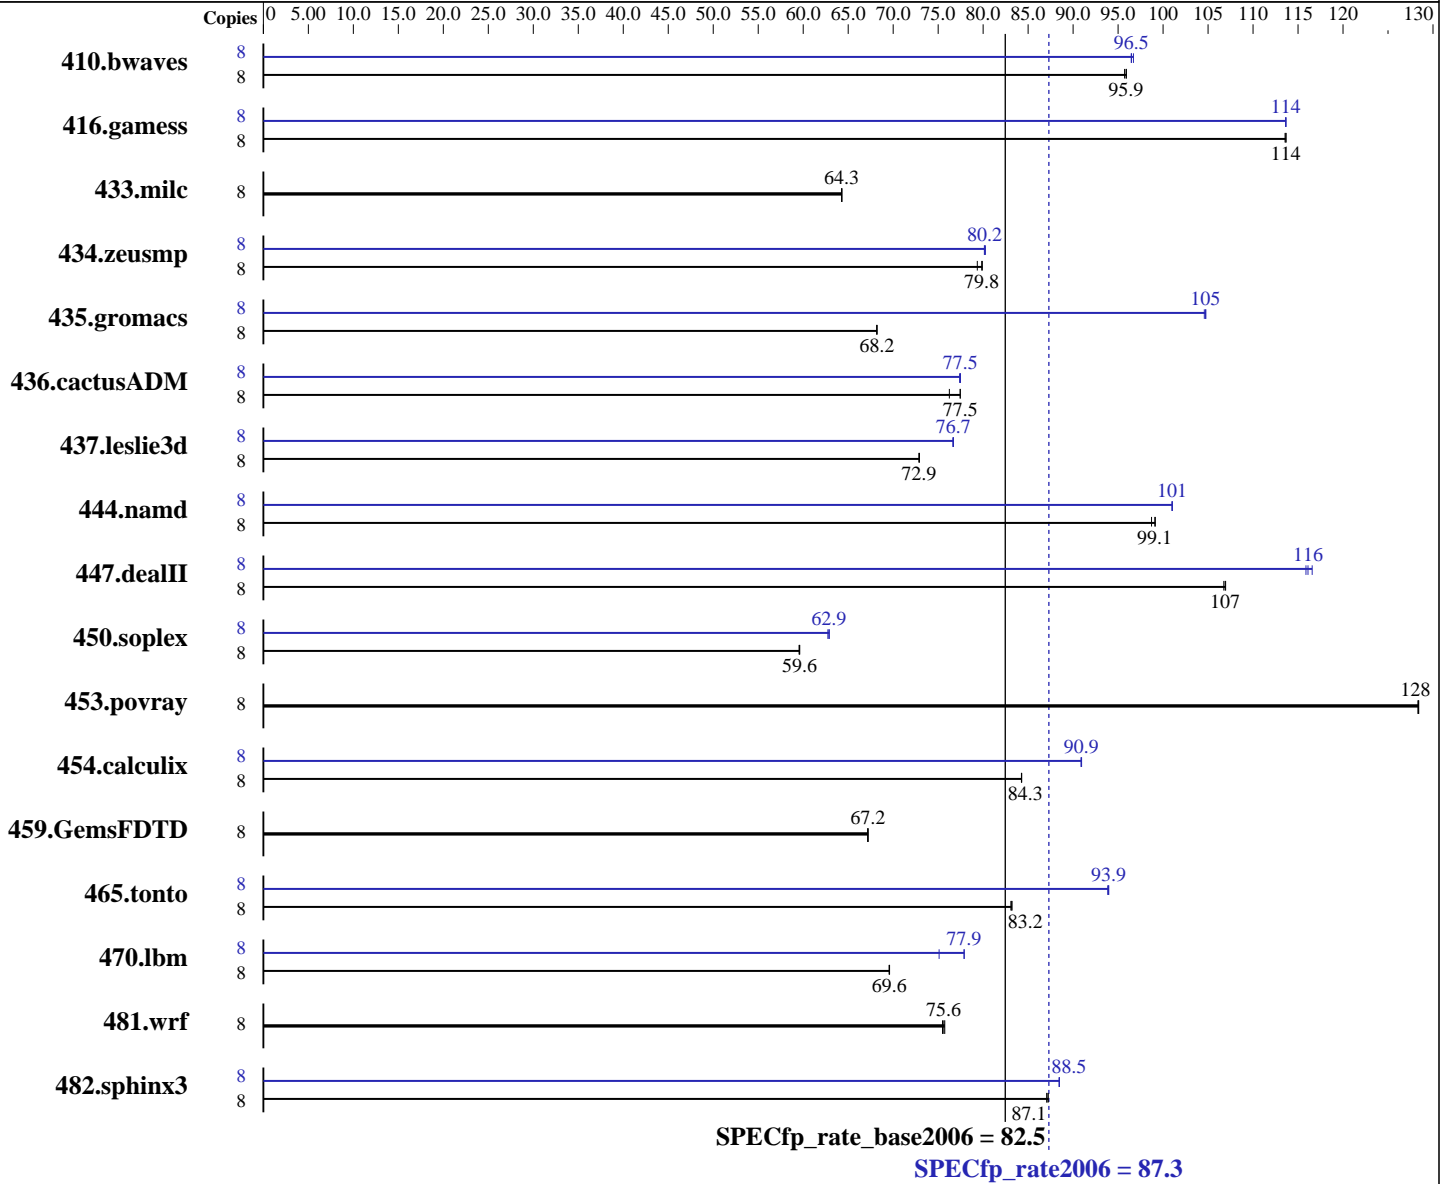 Copies 0 5.00 10.0 15.0 20.0 25.0 30.0 35.0 40.0 45.0 50.0 55.0 60.0 65.0 70.0 75.0 80.0 85.0 90.0 95.0 100 105 110 115 120 130
410.bwaves 8 96.5
8 95.9
416.gamess 8 114
8 114
433.milc 8 64.3
434.zeusmp 8 80.2
8 79.8
435.gromacs 8 105
8 68.2
436.cactusADM 8 77.5
8 77.5
437.leslie3d 8 76.7
8 72.9
444.namd 8 101
8 99.1
447.dealII 8 116
8 107
450.soplex 8 62.9
8 59.6
453.povray 8 128
454.calculix 8 90.9
8 84.3
459.GemsFDTD 8 67.2
465.tonto 8 93.9
8 83.2
470.lbm 8 77.9
8 69.6
481.wrf 8 75.6
482.sphinx3 8 88.5
8 87.1
SPECfp_rate_base2006 = 82.5
SPECfp_rate2006 = 87.3